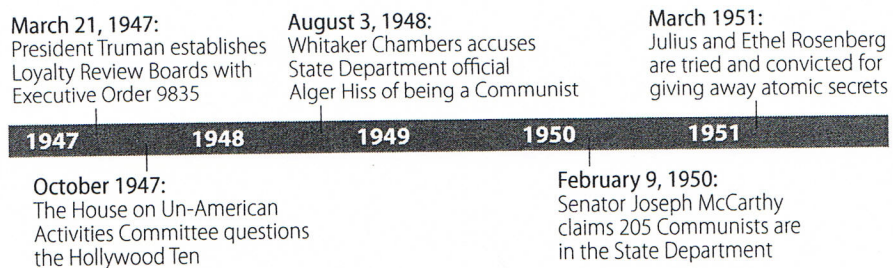 March 21, 1947:
President Truman establishes
Loyalty Review Boards with
Executive Order 9835
August 3, 1948:
Whitaker Chambers accuses
State Department official
Alger Hiss of being a Communist
March 1951:
Julius and Ethel Rosenberg
are tried and convicted for
giving away atomic secrets
1947 1948 1949 1950 1951
October 1947:
The House on Un-American
Activities Committee questions
the Hollywood Ten
February 9, 1950:
Senator Joseph McCarthy
claims 205 Communists are
in the State Department